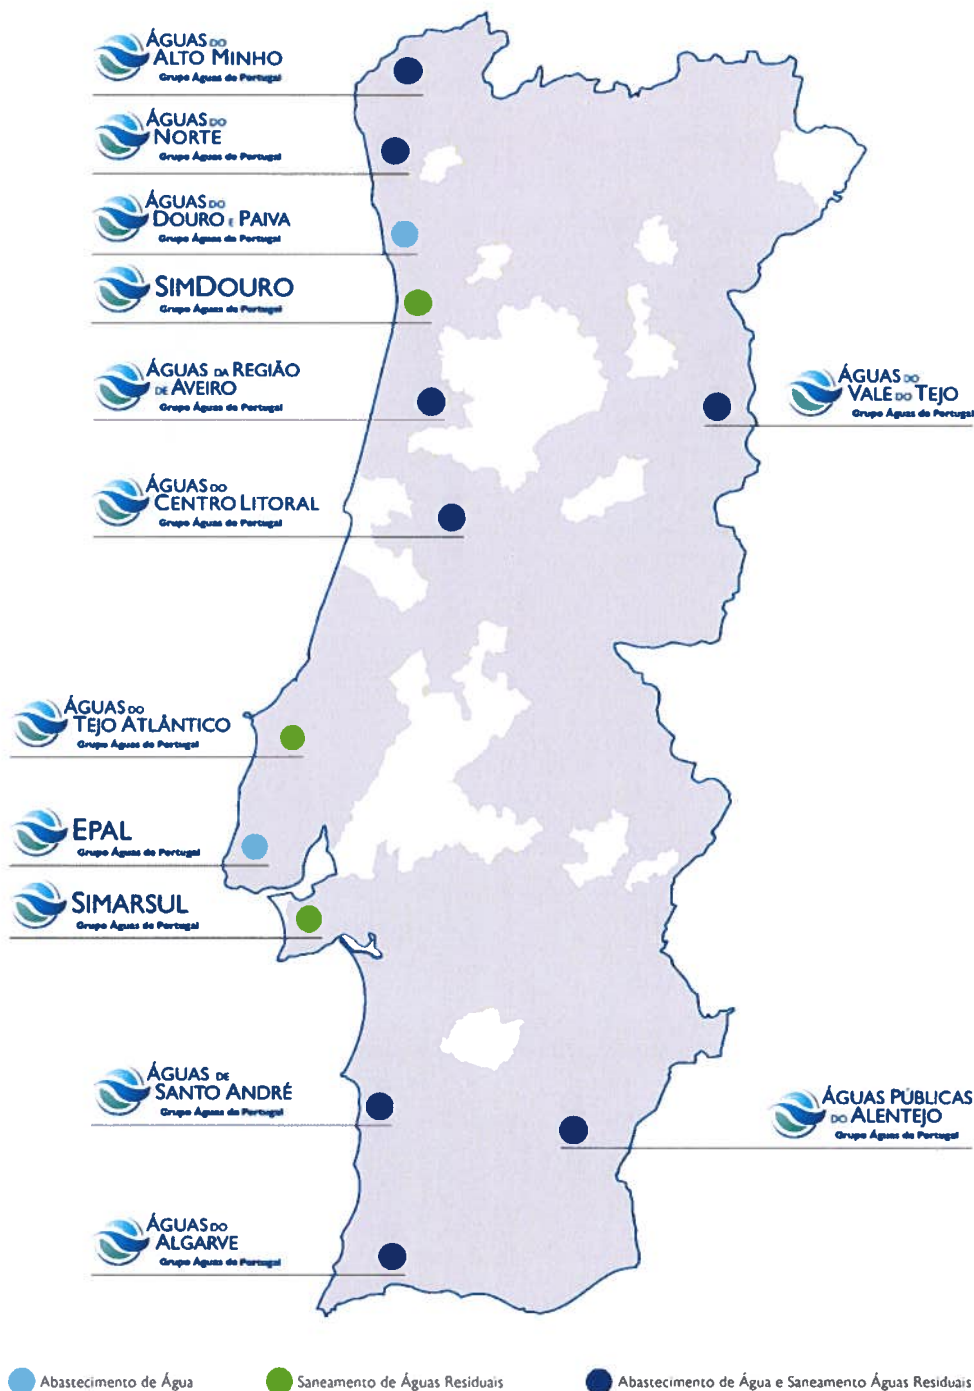 ÁGUAS DO
ALTO MINHO
Grupo Águas de Portugal
ÁGUAS DO
NORTE
Grupo Águas de Portugal
ÁGUAS DO
DOURO E PAIVA
Grupo Águas de Portugal
SIMDOURO
Grupo Águas de Portugal
ÁGUAS DA REGIÃO
DE AVEIRO
Grupo Águas de Portugal
ÁGUAS DO
VALE DO TEJO
Grupo Águas de Portugal
ÁGUAS DO
CENTRO LITORAL
Grupo Águas de Portugal
ÁGUAS DO
TEJO ATLÂNTICO
Grupo Águas de Portugal
EPAL
Grupo Águas de Portugal
SIMARSUL
Grupo Águas de Portugal
ÁGUAS DE
SANTO ANDRÉ
Grupo Águas de Portugal
ÁGUAS PÚBLICAS
DO ALENTEJO
Grupo Águas de Portugal
ÁGUAS DO
ALGARVE
Grupo Águas de Portugal
Abastecimento de Água
Saneamento de Águas Residuais
Abastecimento de Água e Saneamento Águas Residuais